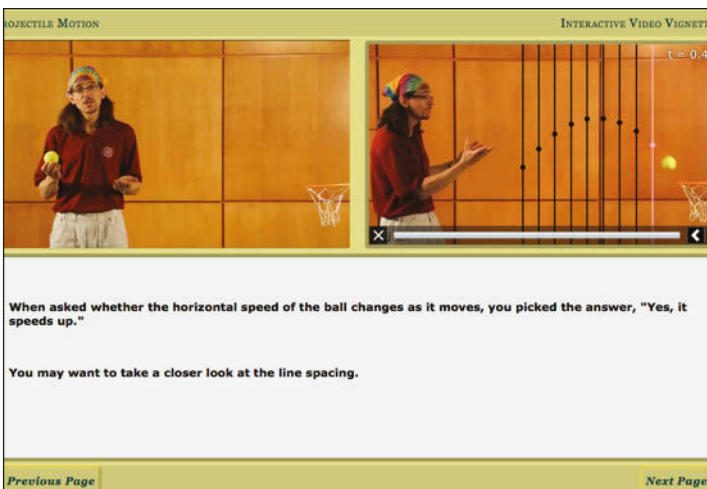 ROJECTILE MOTION
INTERACTIVE VIDEO VIGNETT
t = 0.4
When asked whether the horizontal speed of the ball changes as it moves, you picked the answer, "Yes, it
speeds up."
You may want to take a closer look at the line spacing.
Previous Page
Next Page